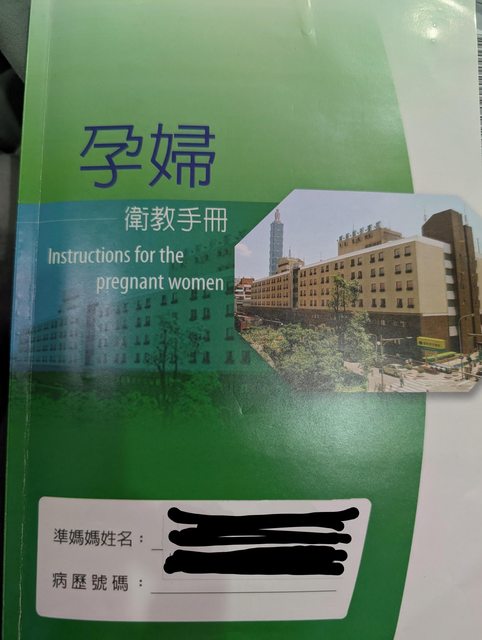 孕婦
衛教手冊
Instructions for the
pregnant women
準媽媽姓名：
病歷號碼：